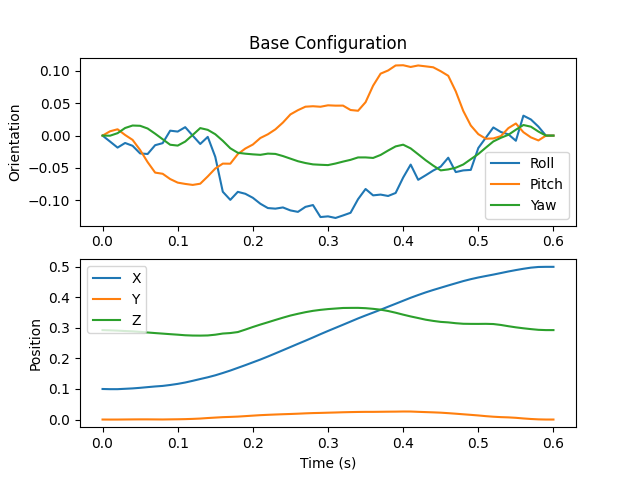 Base Configuration
Orientation
0.10
0.05
0.00
−0.05
−0.10
Roll
Pitch
Yaw
0.0 0.1 0.2 0.3 0.4 0.5 0.6
Position
0.5
0.4
0.3
0.2
0.1
0.0
X
Y
Z
0.0 0.1 0.2 0.3 0.4 0.5 0.6
Time (s)